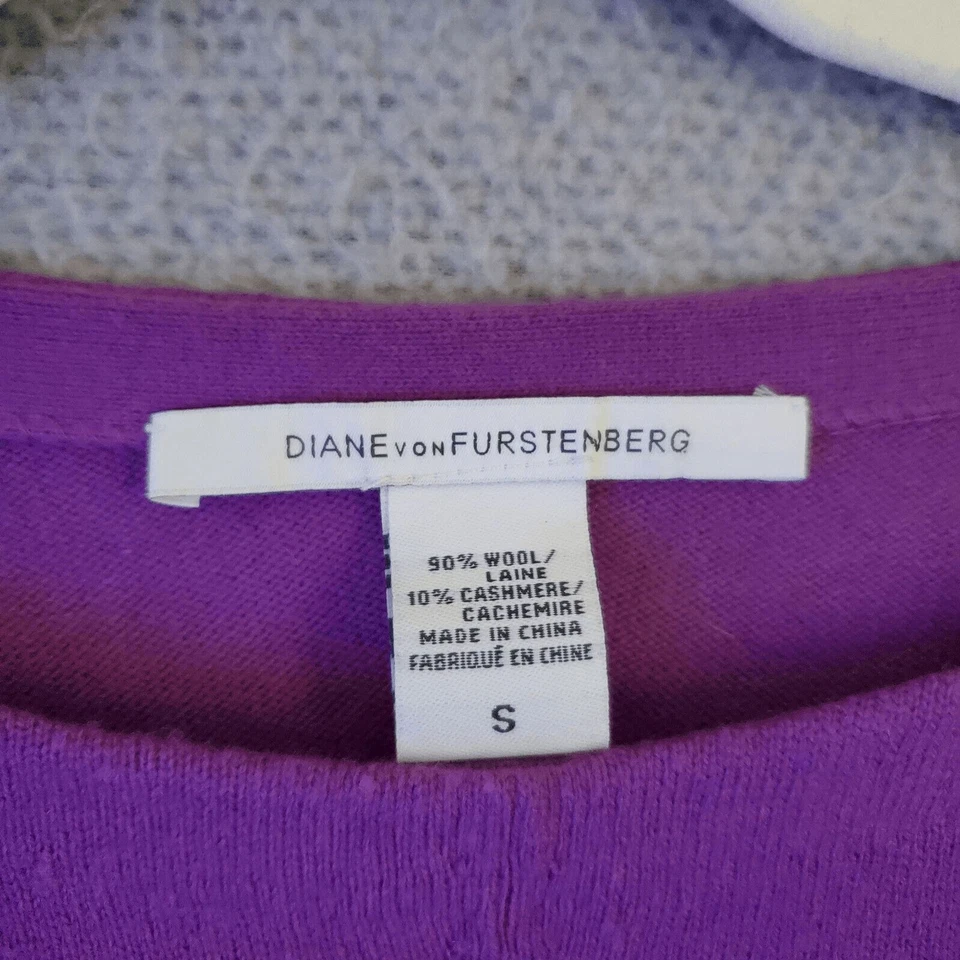 DIANE VON FURSTENBERG
90% WOOL/
LAINE
10% CASHMERE/
CACHEMIRE
MADE IN CHINA
FABRIQUÉ EN CHINE
S